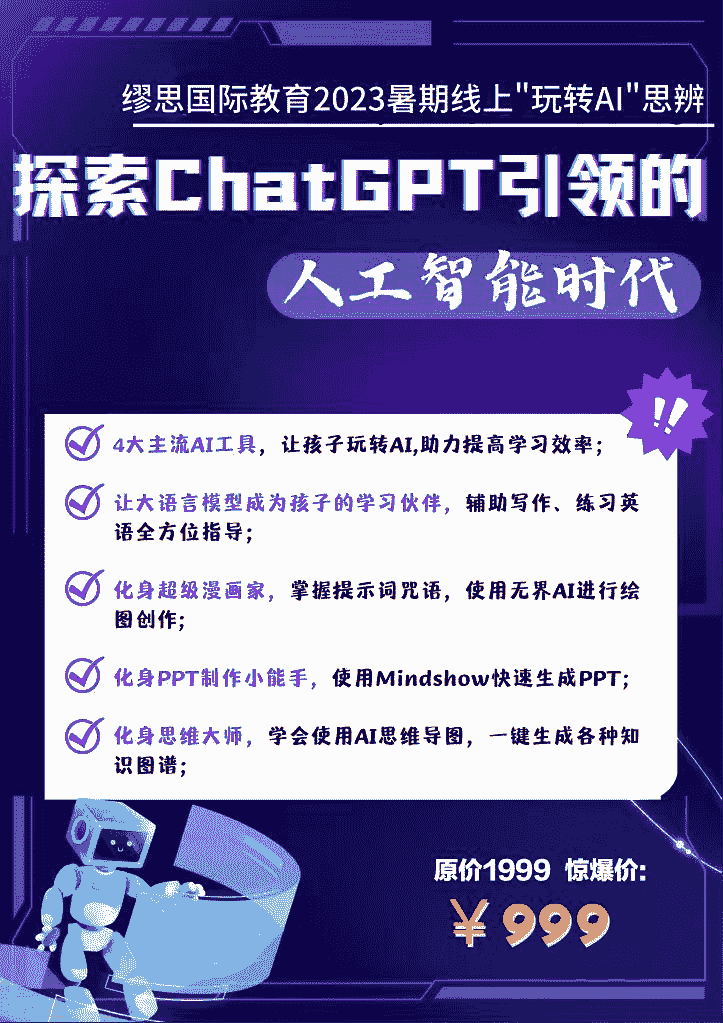 缪思国际教育2023暑期线上"玩转AI"思辨
探索ChatGPT引领的
人工智能时代
!!
4大主流AI工具，让孩子玩转AI,助力提高学习效率；
让大语言模型成为孩子的学习伙伴，辅助写作、练习英
语全方位指导；
化身超级漫画家，掌握提示词咒语，使用无界AI进行绘
图创作；
化身PPT制作小能手，使用Mindshow快速生成PPT；
化身思维大师，学会使用AI思维导图，一键生成各种知
识图谱；
原价1999 惊爆价:
￥999